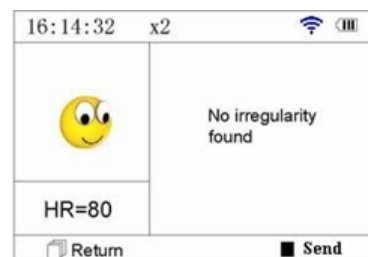 16:14:32 x2
No irregularity
found
HR=80
Return Send